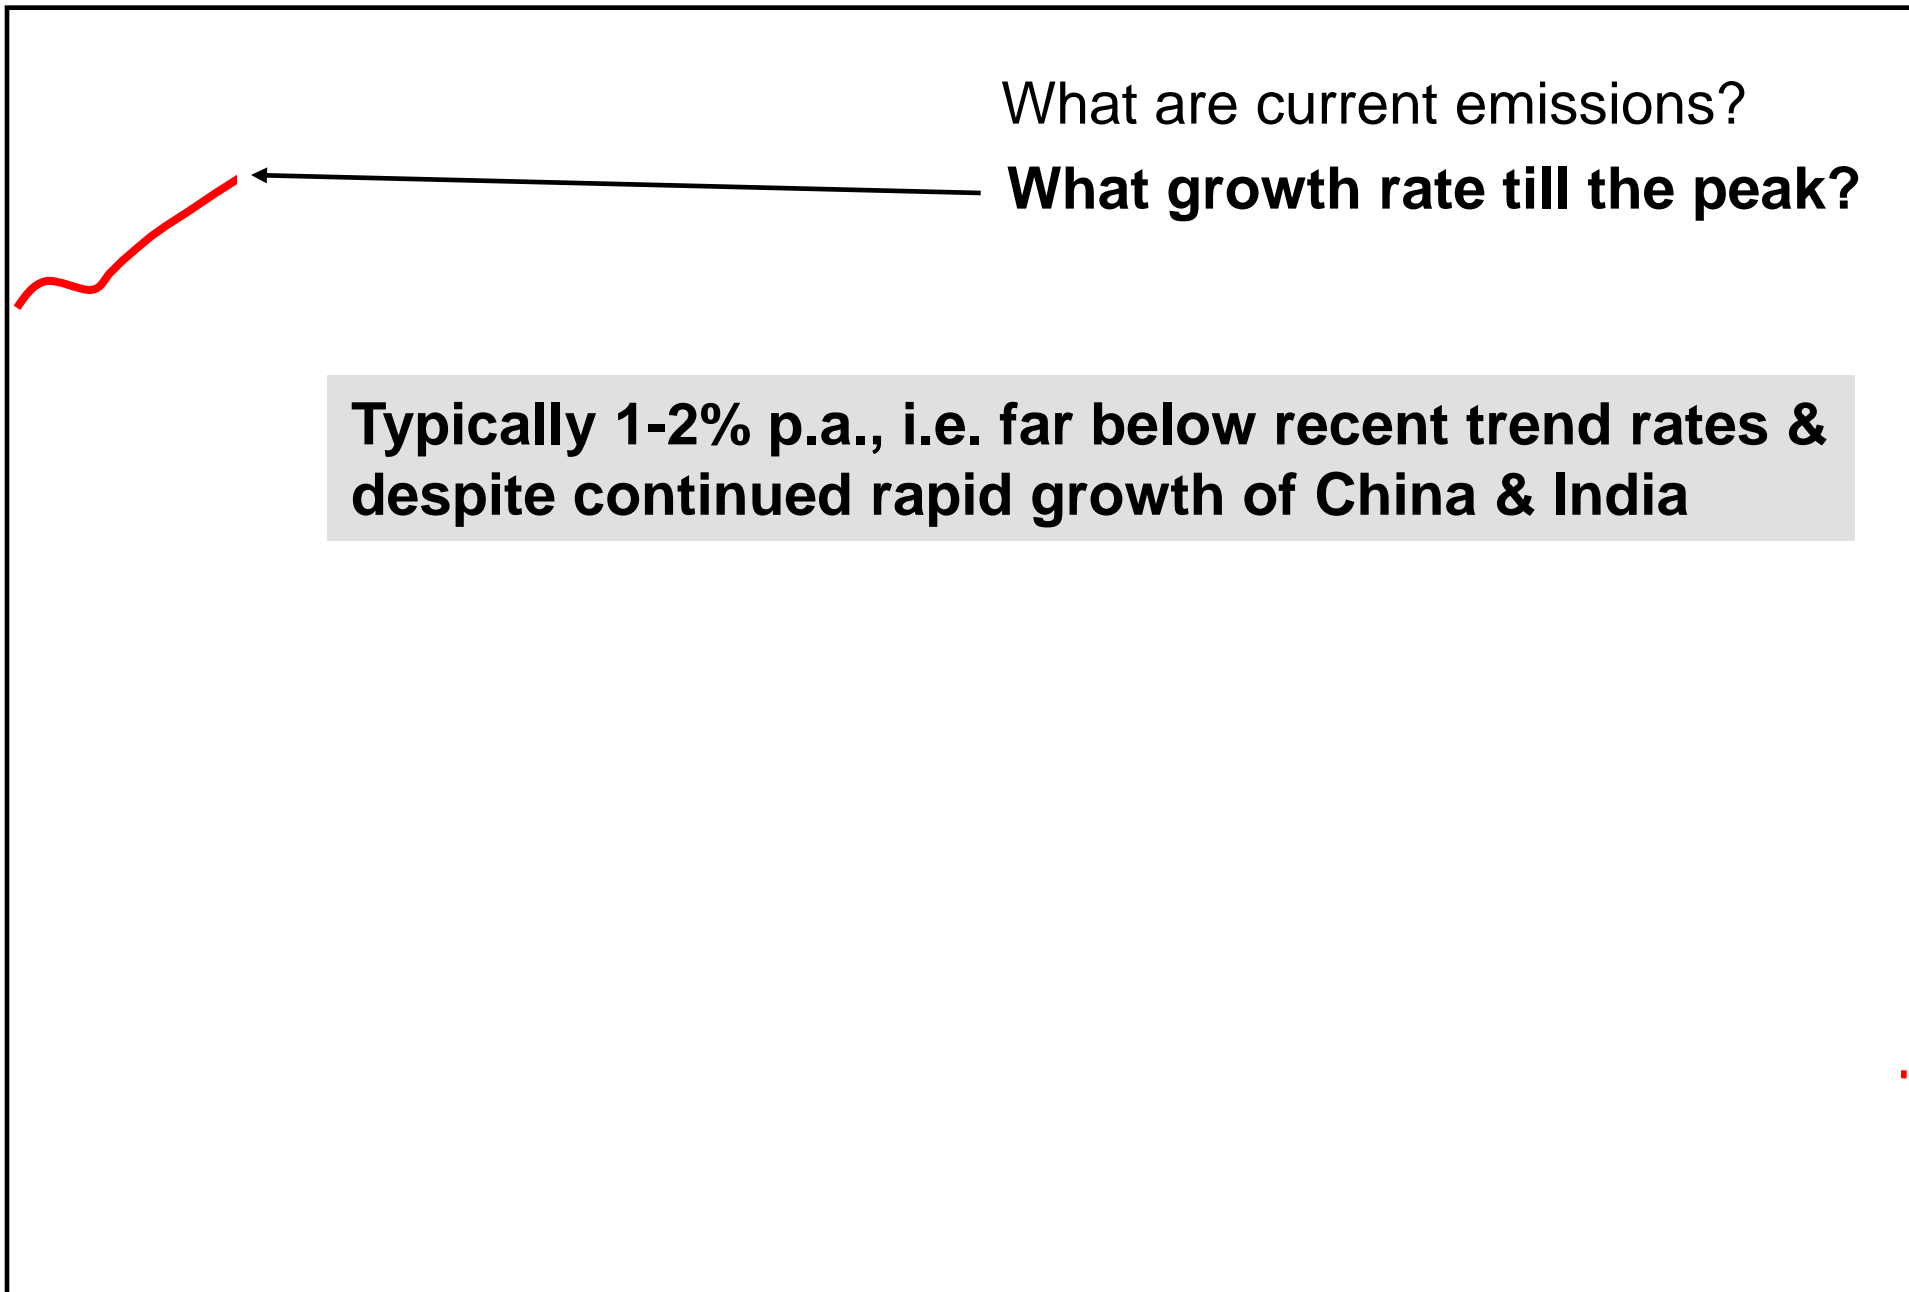 What are current emissions?
What growth rate till the peak?
Typically 1-2% p.a., i.e. far below recent trend rates &
despite continued rapid growth of China & India